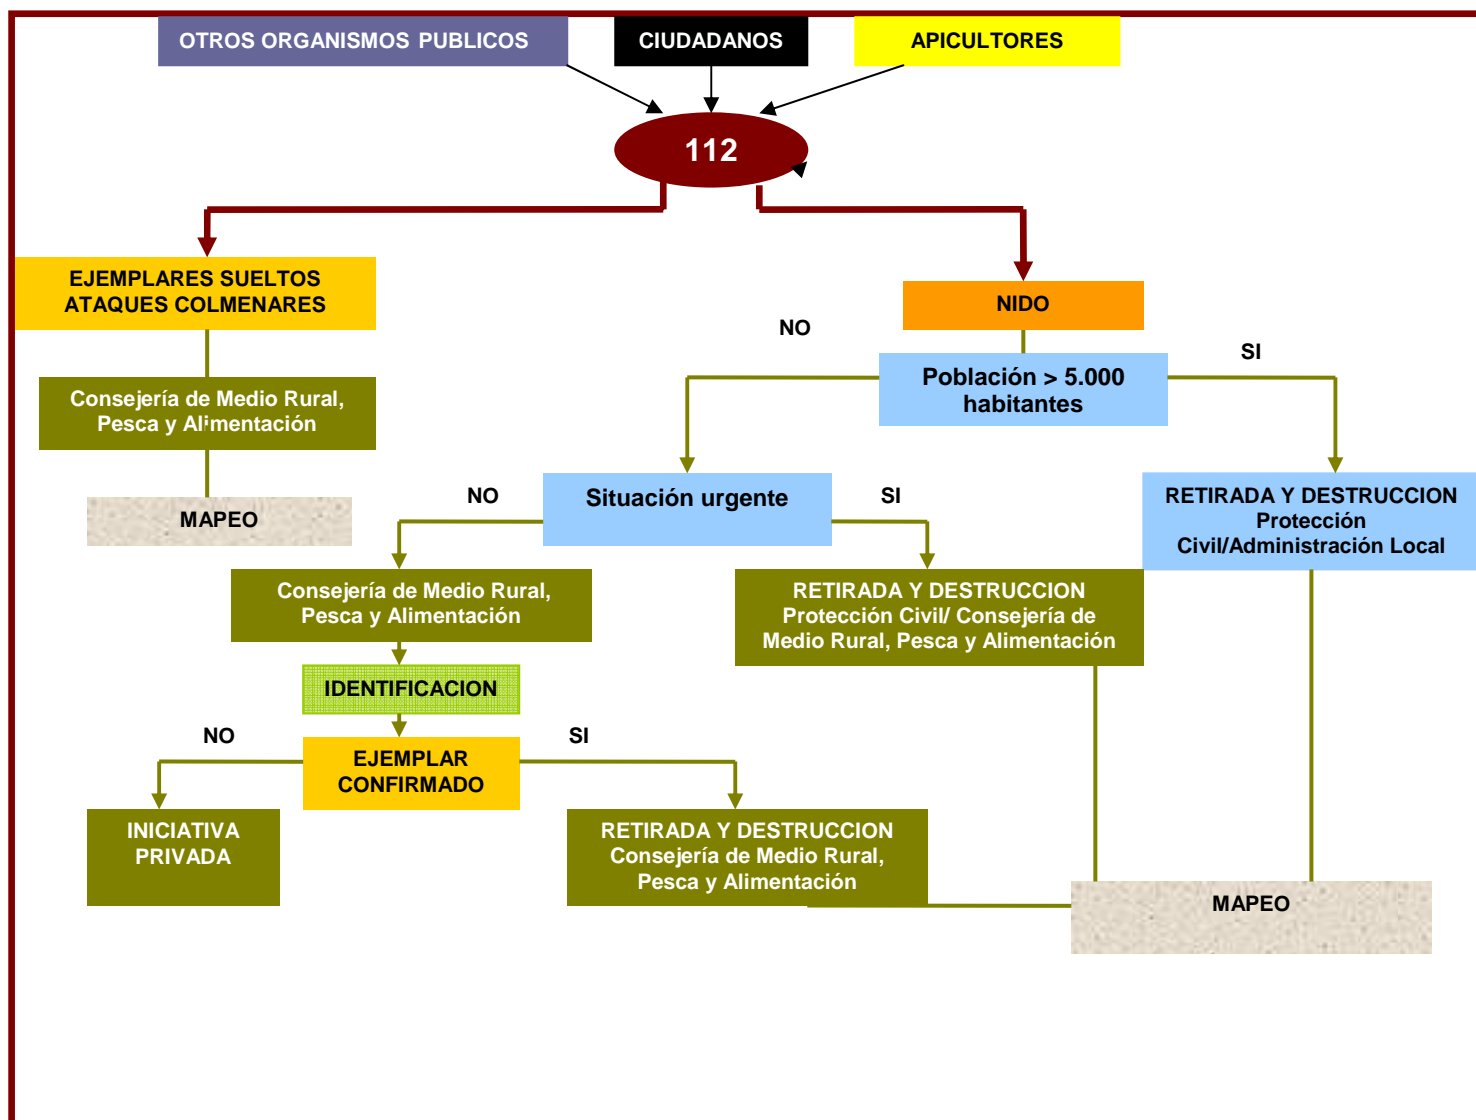 OTROS ORGANISMOS PUBLICOS
CIUDADANOS
APICULTORES
112
EJEMPLARES SUELTOS
ATAQUES COLMENARES
NIDO
NO
SI
Población > 5.000
habitantes
Consejería de Medio Rural,
Pesca y Alimentación
MAPEO
NO
Situación urgente
SI
RETIRADA Y DESTRUCCION
Protección
Civil/Administración Local
Consejería de Medio Rural,
Pesca y Alimentación
RETIRADA Y DESTRUCCION
Protección Civil/ Consejería de
Medio Rural, Pesca y Alimentación
IDENTIFICACION
NO
EJEMPLAR
CONFIRMADO
SI
INICIATIVA
PRIVADA
RETIRADA Y DESTRUCCION
Consejería de Medio Rural,
Pesca y Alimentación
MAPEO